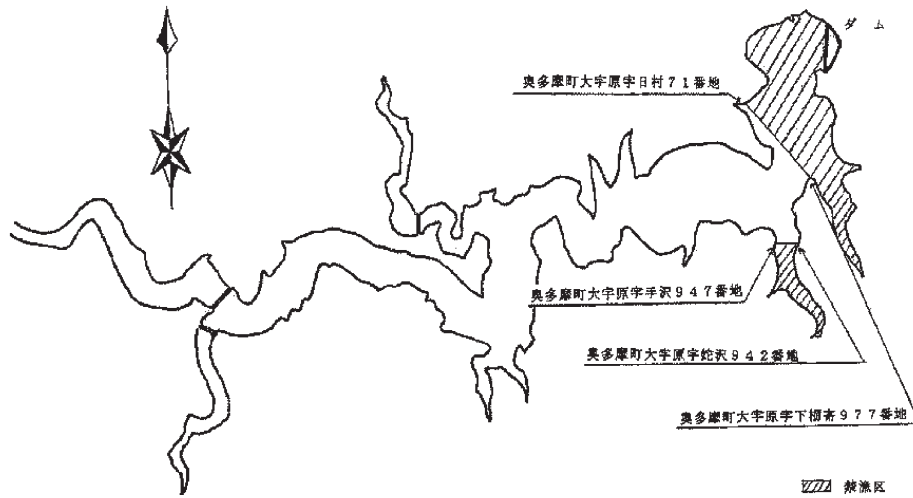 ダム
奥多摩町大字原字日村71番地
奥多摩町大字原字手沢947番地
奥多摩町大字原字蛇沢942番地
奥多摩町大字原字下棚寄977番地
禁漁区